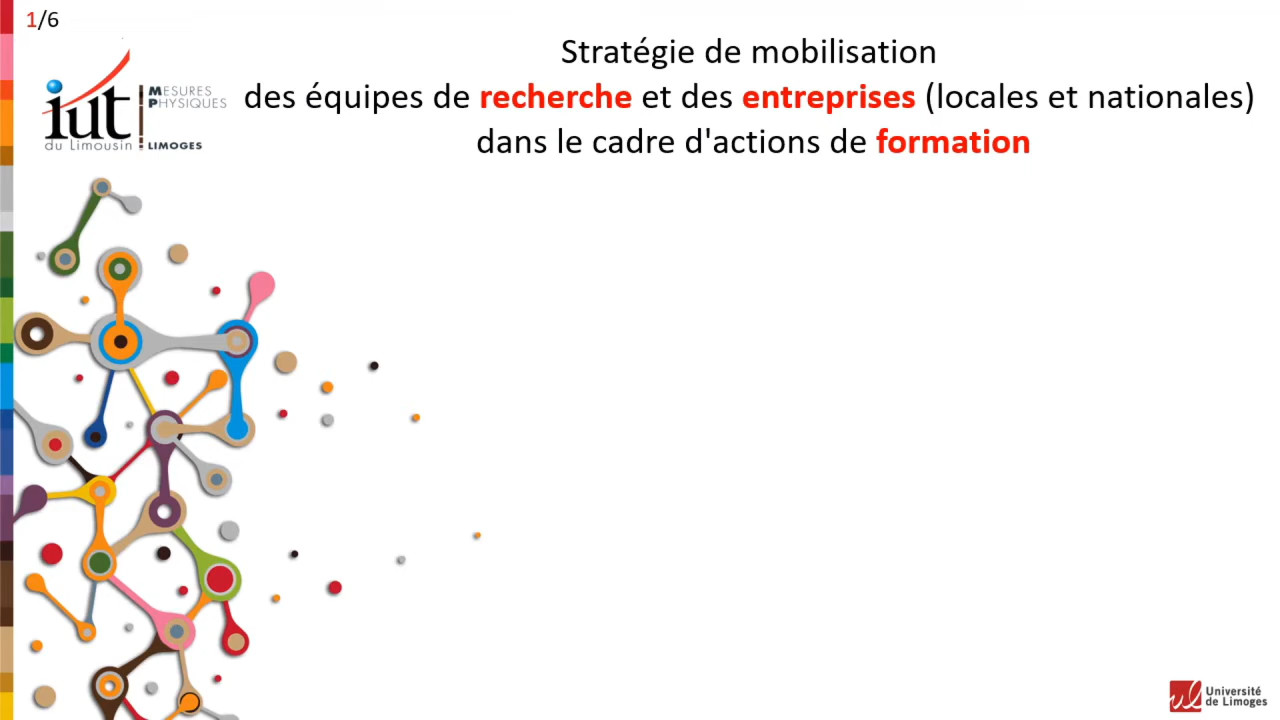 1/6
Stratégie de mobilisation
des équipes de recherche et des entreprises (locales et nationales)
dans le cadre d'actions de formation
iut
du Limousin
MESURES
PHYSIQUES
LIMOGES
ul
Université
de Limoges